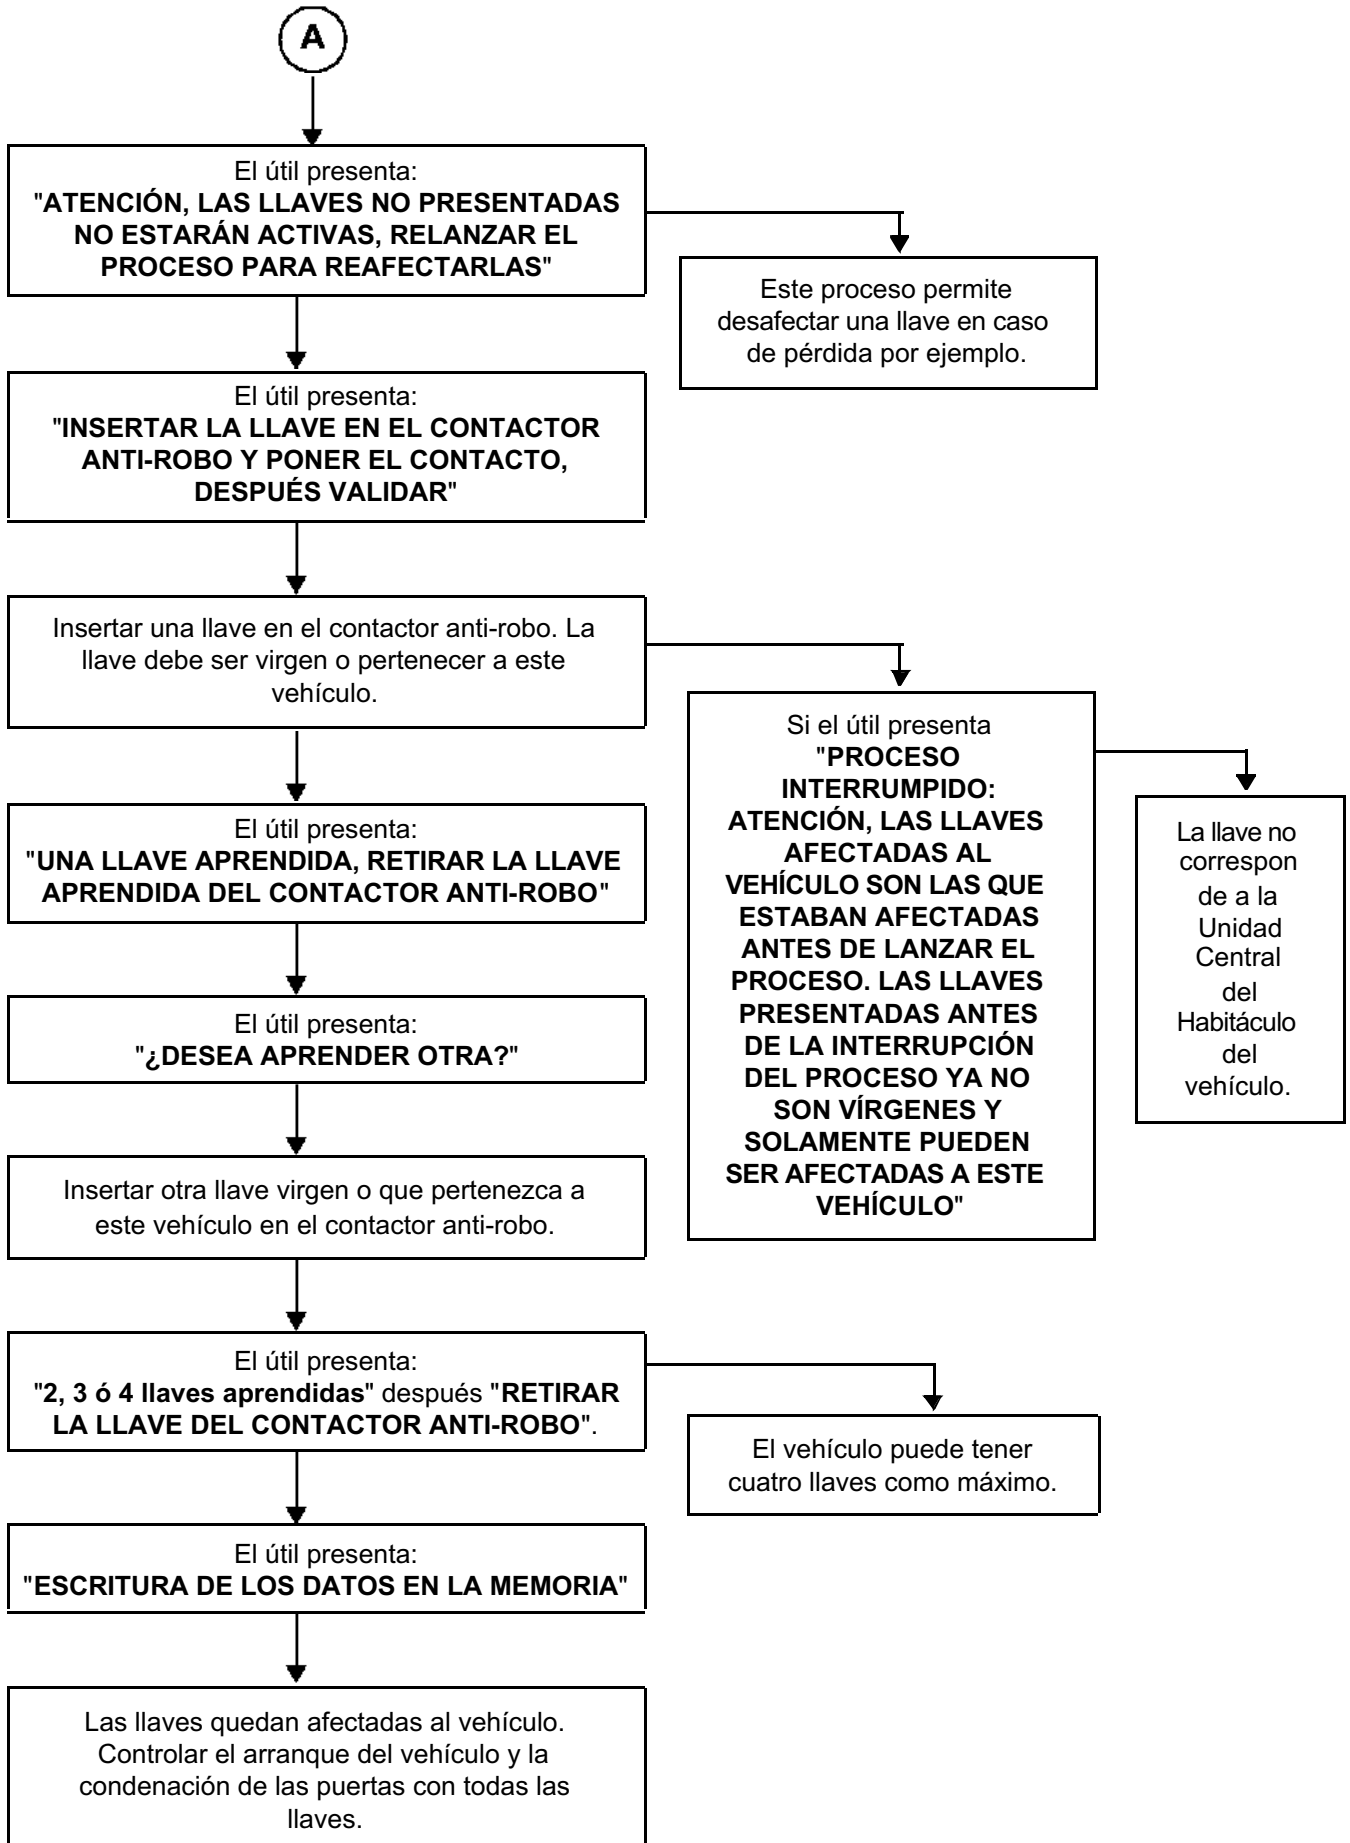 A
El útil presenta:
"ATENCIÓN, LAS LLAVES NO PRESENTADAS
NO ESTARÁN ACTIVAS, RELANZAR EL
PROCESO PARA REAFECTARLAS"
Este proceso permite
desafectar una llave en caso
de pérdida por ejemplo.
El útil presenta:
"INSERTAR LA LLAVE EN EL CONTACTOR
ANTI-ROBO Y PONER EL CONTACTO,
DESPUÉS VALIDAR"
Insertar una llave en el contactor anti-robo. La
llave debe ser virgen o pertenecer a este
vehículo.
Si el útil presenta
"PROCESO
INTERRUMPIDO:
ATENCIÓN, LAS LLAVES
AFECTADAS AL
VEHÍCULO SON LAS QUE
ESTABAN AFECTADAS
ANTES DE LANZAR EL
PROCESO. LAS LLAVES
PRESENTADAS ANTES
DE LA INTERRUPCIÓN
DEL PROCESO YA NO
SON VÍRGENES Y
SOLAMENTE PUEDEN
SER AFECTADAS A ESTE
VEHÍCULO"
La llave no
correspon
de a la
Unidad
Central
del
Habitáculo
del
vehículo.
El útil presenta:
"UNA LLAVE APRENDIDA, RETIRAR LA LLAVE
APRENDIDA DEL CONTACTOR ANTI-ROBO"
El útil presenta:
"¿DESEA APRENDER OTRA?"
Insertar otra llave virgen o que pertenezca a
este vehículo en el contactor anti-robo.
El útil presenta:
"2, 3 ó 4 llaves aprendidas" después "RETIRAR
LA LLAVE DEL CONTACTOR ANTI-ROBO".
El vehículo puede tener
cuatro llaves como máximo.
El útil presenta:
"ESCRITURA DE LOS DATOS EN LA MEMORIA"
Las llaves quedan afectadas al vehículo.
Controlar el arranque del vehículo y la
condenación de las puertas con todas las
llaves.